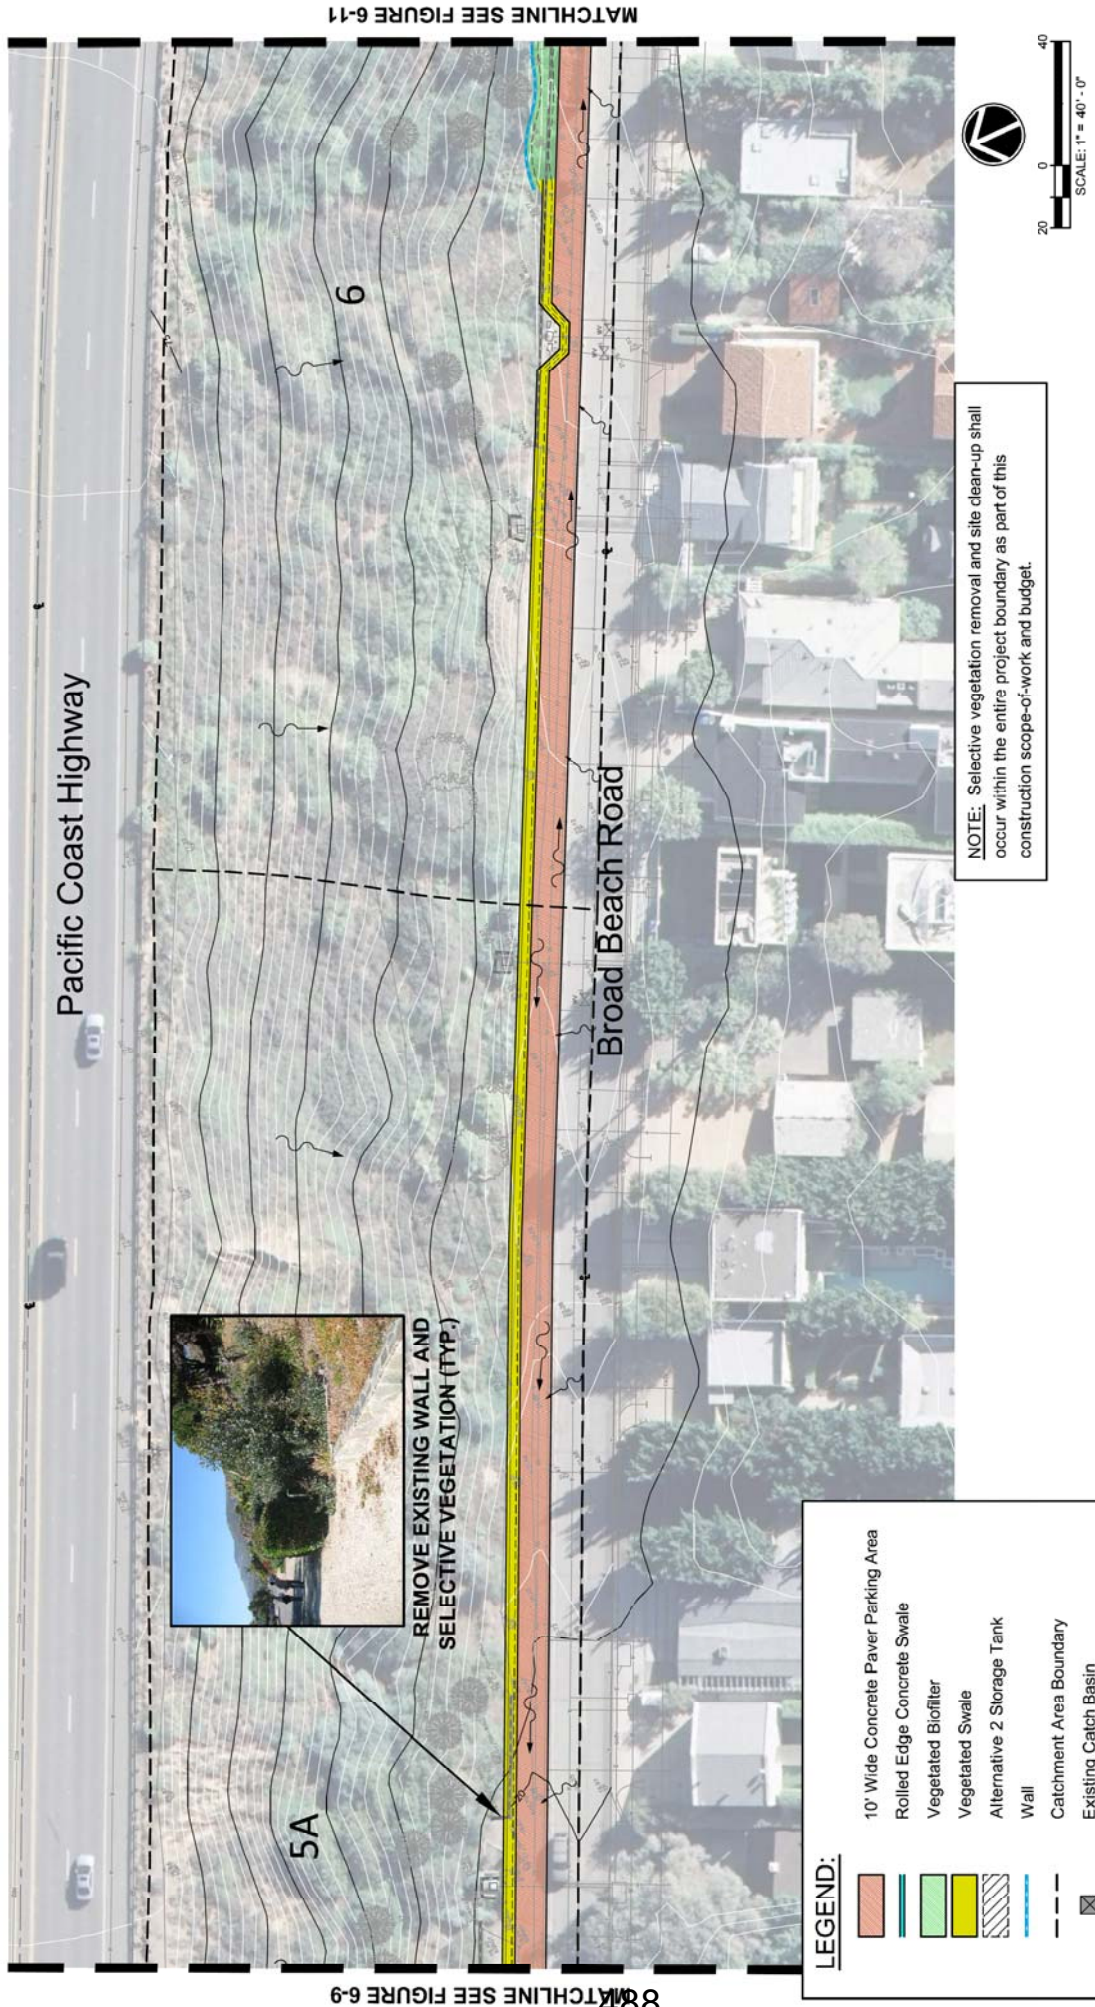 MATCHLINE SEE FIGURE 6-11
Pacific Coast Highway
6
5A
REMOVE EXISTING WALL AND
SELECTIVE VEGETATION (TYP.)
Broad Beach Road
20 0 40
SCALE: 1" = 40' - 0"
NOTE: Selective vegetation removal and site clean-up shall
occur within the entire project boundary as part of this
construction scope-of-work and budget.
LEGEND:
10' Wide Concrete Paver Parking Area
Rolled Edge Concrete Swale
Vegetated Biofilter
Vegetated Swale
Alternative 2 Storage Tank
Wall
Catchment Area Boundary
Existing Catch Basin
MATCHLINE SEE FIGURE 6-9
488